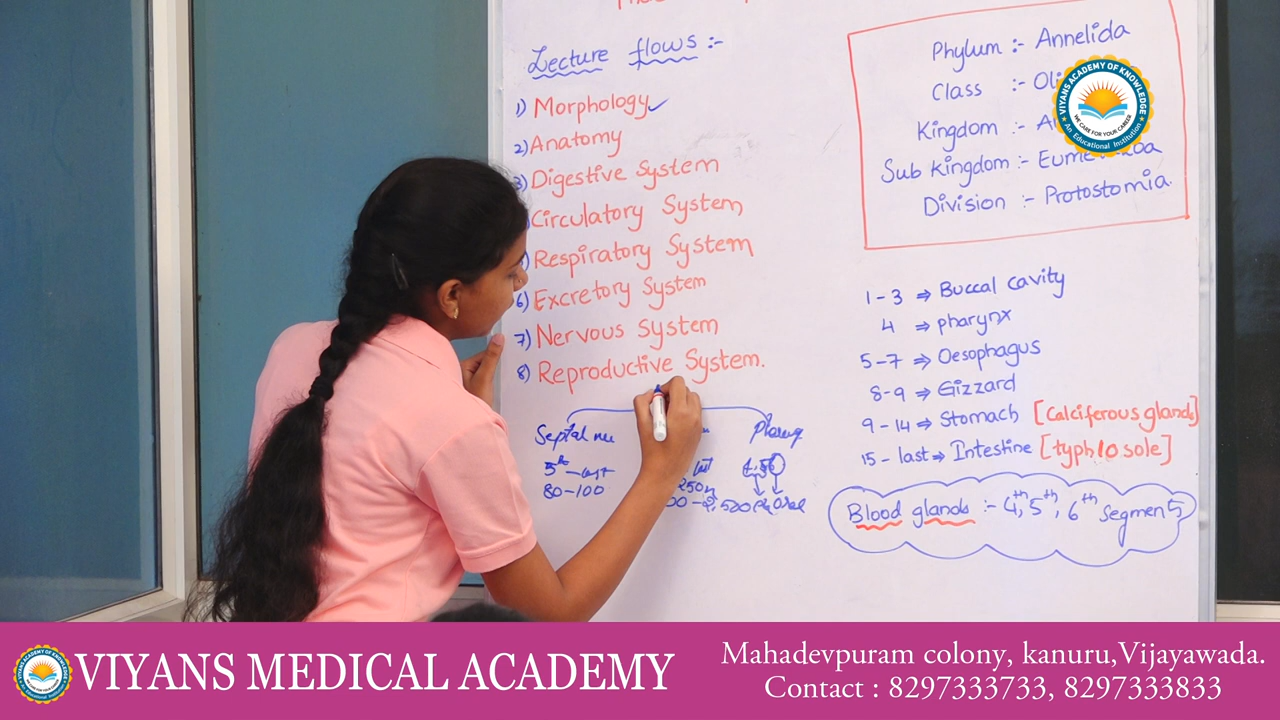 Lecture flows :-
1) Morphology ✓
2) Anatomy
3) Digestive System
Circulatory System
Respiratory System
6) Excretory System
7) Nervous System
8) Reproductive System.
Septal
5th - last
80-100
Phylum :- Annelida
Class :-
Kingdom :-
Sub kingdom :-
Division :- Protostomia
1-3 ⇒ Buccal cavity
4 ⇒ pharynx
5-7 ⇒ Oesophagus
8-9 ⇒ Gizzard
9-14 ⇒ Stomach [Calciferous glands]
15-last ⇒ Intestine [typhlosole]
Blood glands :- 4th, 5th, 6th segments
VIYANS ACADEMY OF KNOWLEDGE
WE CARE FOR YOUR CAREER
An Educational Institution
VIYANS MEDICAL ACADEMY
Mahadevpuram colony, kanuru,Vijayawada.
Contact : 8297333733, 8297333833